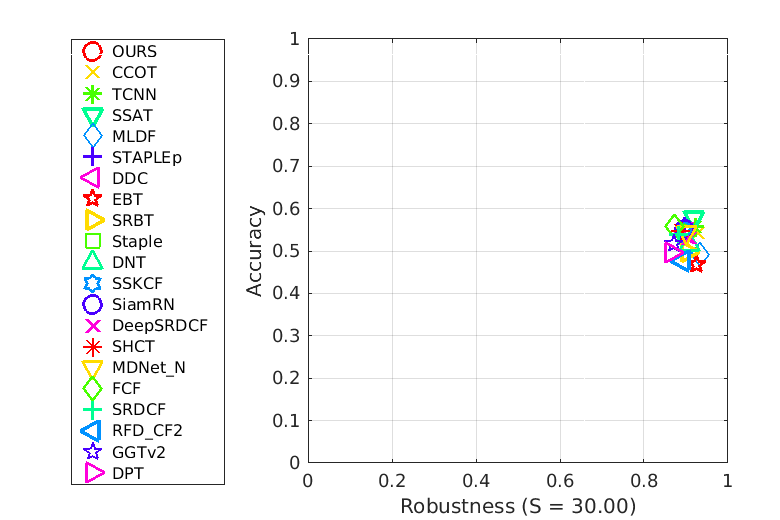 OURS
CCOT
TCNN
SSAT
MLDF
STAPLEp
DDC
EBT
SRBT
Staple
DNT
SSKCF
SiamRN
DeepSRDCF
SHCT
MDNet_N
FCF
SRDCF
RFD_CF2
GGTv2
DPT
Accuracy
1
0.9
0.8
0.7
0.6
0.5
0.4
0.3
0.2
0.1
0
0 0.2 0.4 0.6 0.8 1
Robustness (S = 30.00)